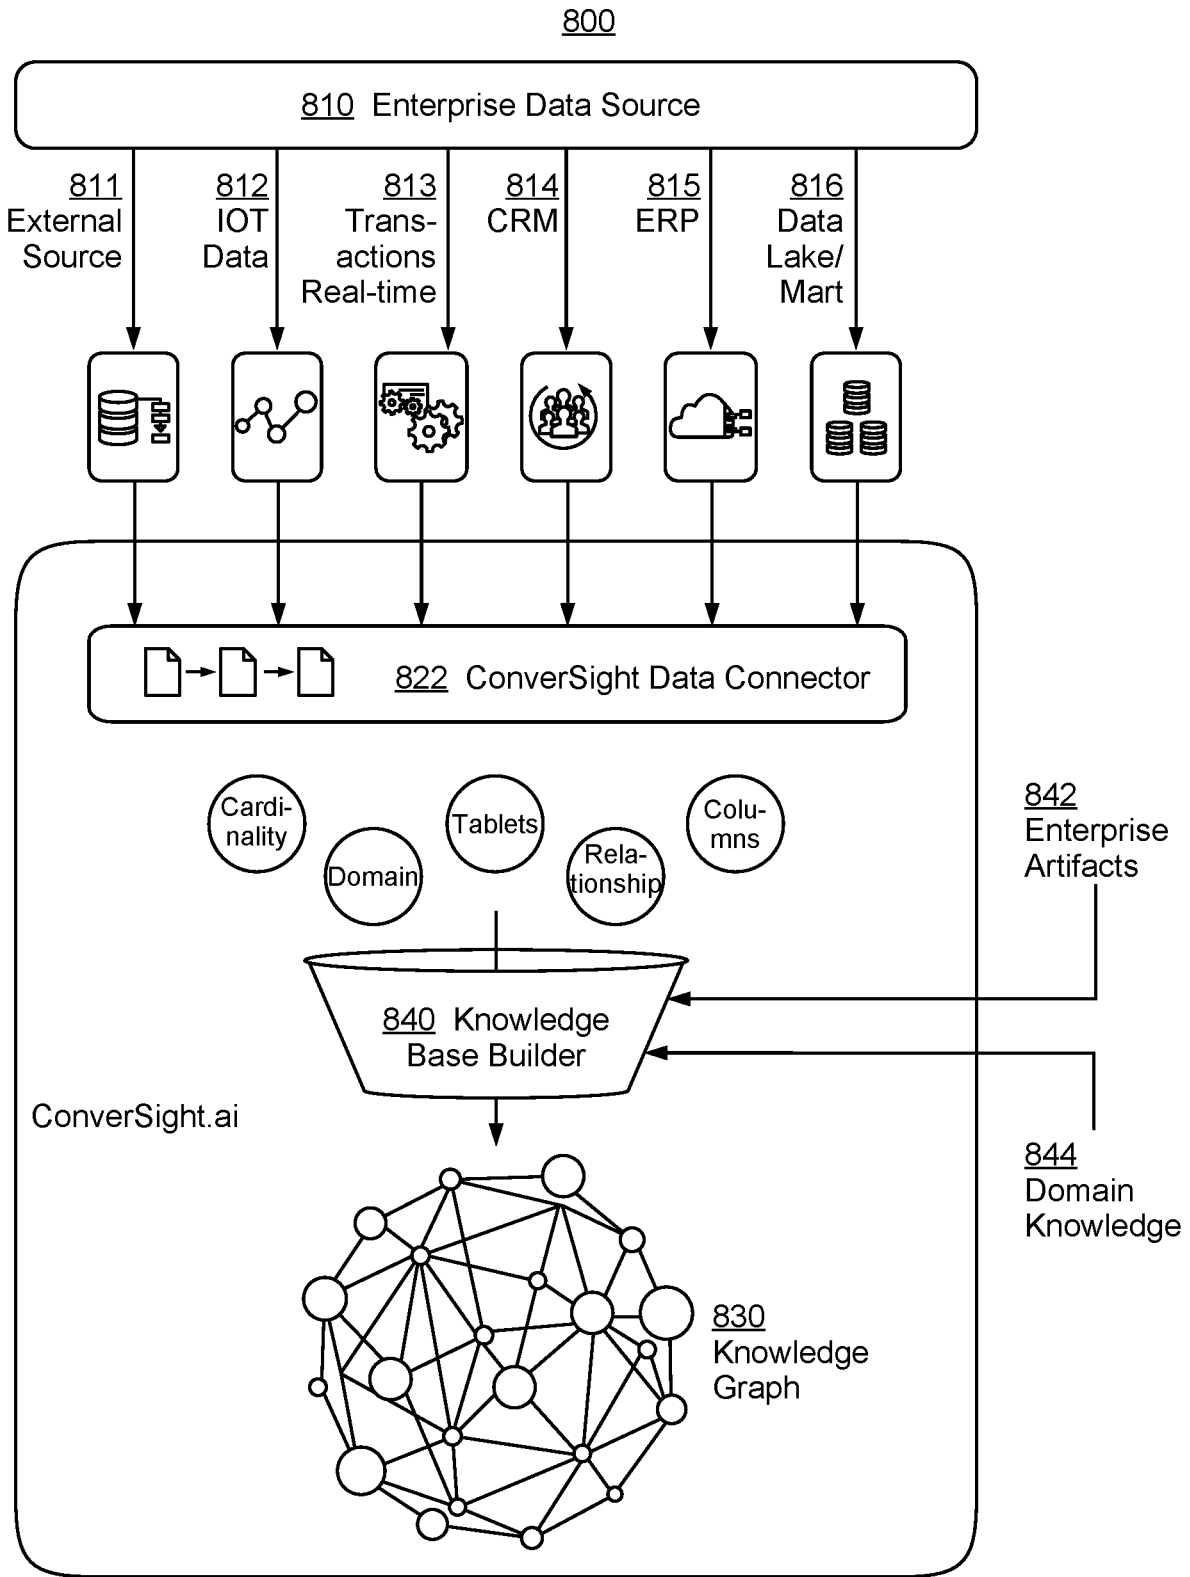 800
810 Enterprise Data Source
811
External
Source
812
IOT
Data
813
Trans-
actions
Real-time
814
CRM
815
ERP
816
Data
Lake/
Mart
822 ConverSight Data Connector
Cardi-
nality
Domain
Tablets
Rela-
tionship
Colu-
mns
842
Enterprise
Artifacts
840 Knowledge
Base Builder
ConverSight.ai
844
Domain
Knowledge
830
Knowledge
Graph